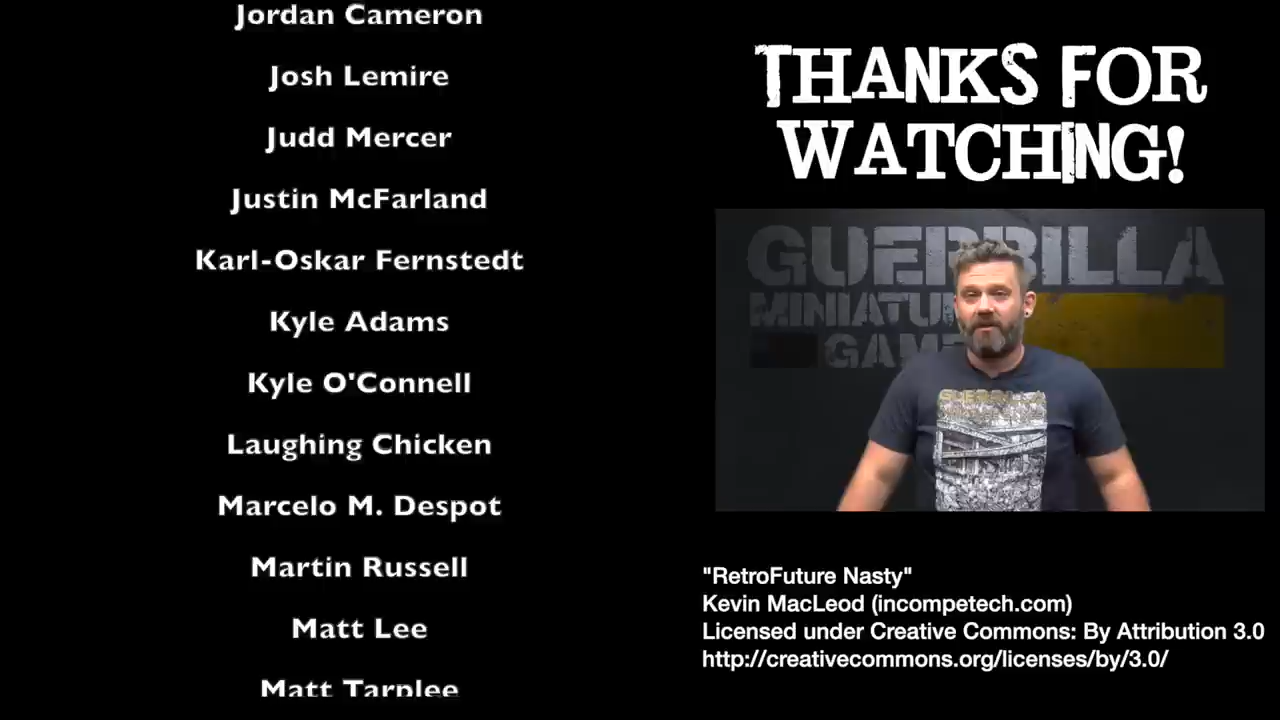 Jordan Cameron
Josh Lemire
Judd Mercer
Justin McFarland
Karl-Oskar Fernstedt
Kyle Adams
Kyle O'Connell
Laughing Chicken
Marcelo M. Despot
Martin Russell
Matt Lee
Matt Tarplee
THANKS FOR
WATCHING!
GUERRILLA
"RetroFuture Nasty"
Kevin MacLeod (incompetech.com)
Licensed under Creative Commons: By Attribution 3.0
http://creativecommons.org/licenses/by/3.0/